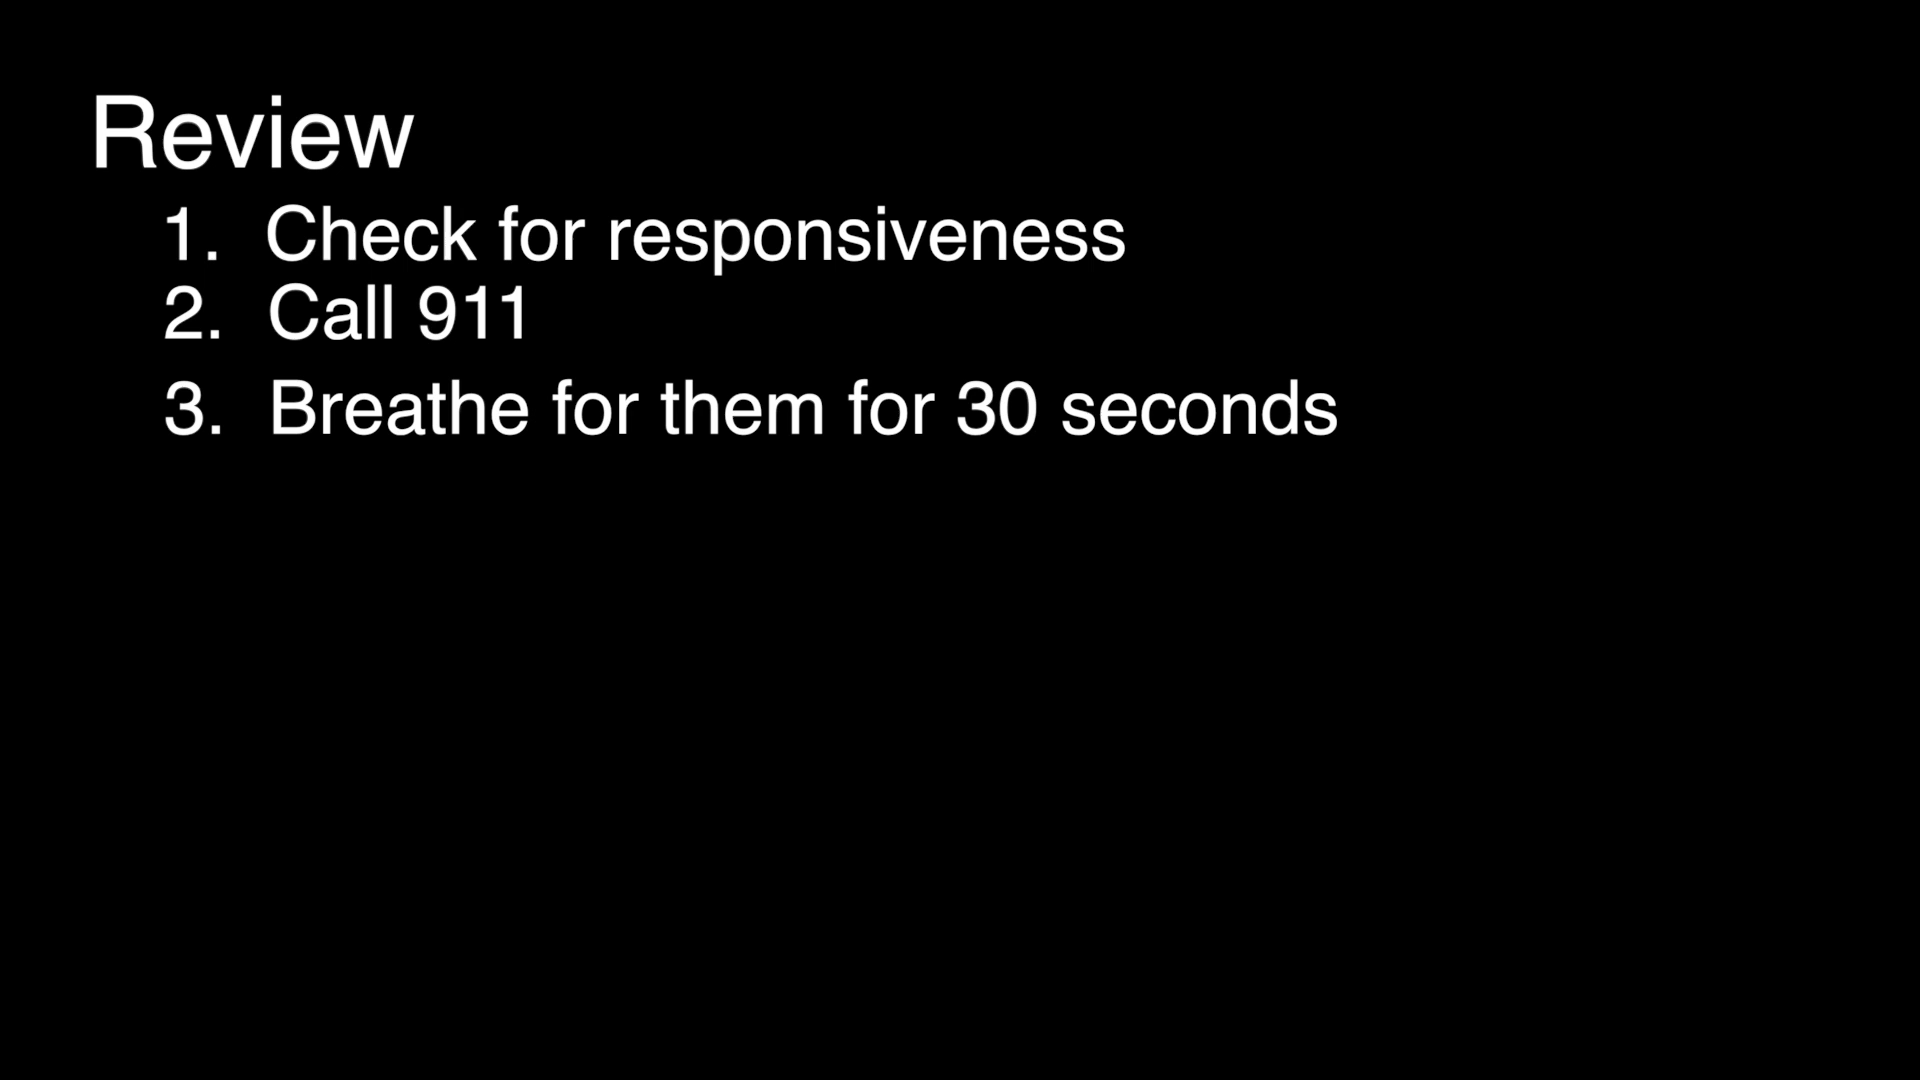 Review
1. Check for responsiveness
2. Call 911
3. Breathe for them for 30 seconds